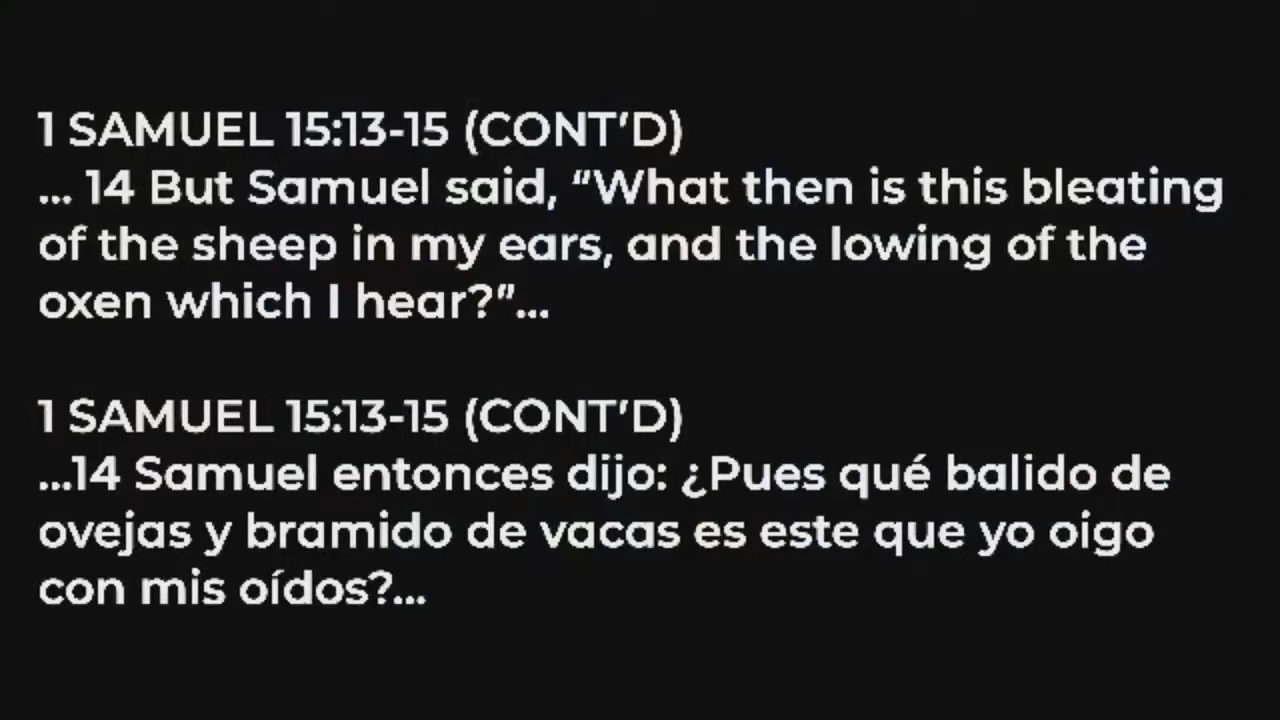 1 SAMUEL 15:13-15 (CONT'D)
... 14 But Samuel said, "What then is this bleating
of the sheep in my ears, and the lowing of the
oxen which I hear?"...
1 SAMUEL 15:13-15 (CONT'D)
...14 Samuel entonces dijo: ¿Pues qué balido de
ovejas y bramido de vacas es este que yo oigo
con mis oídos?...